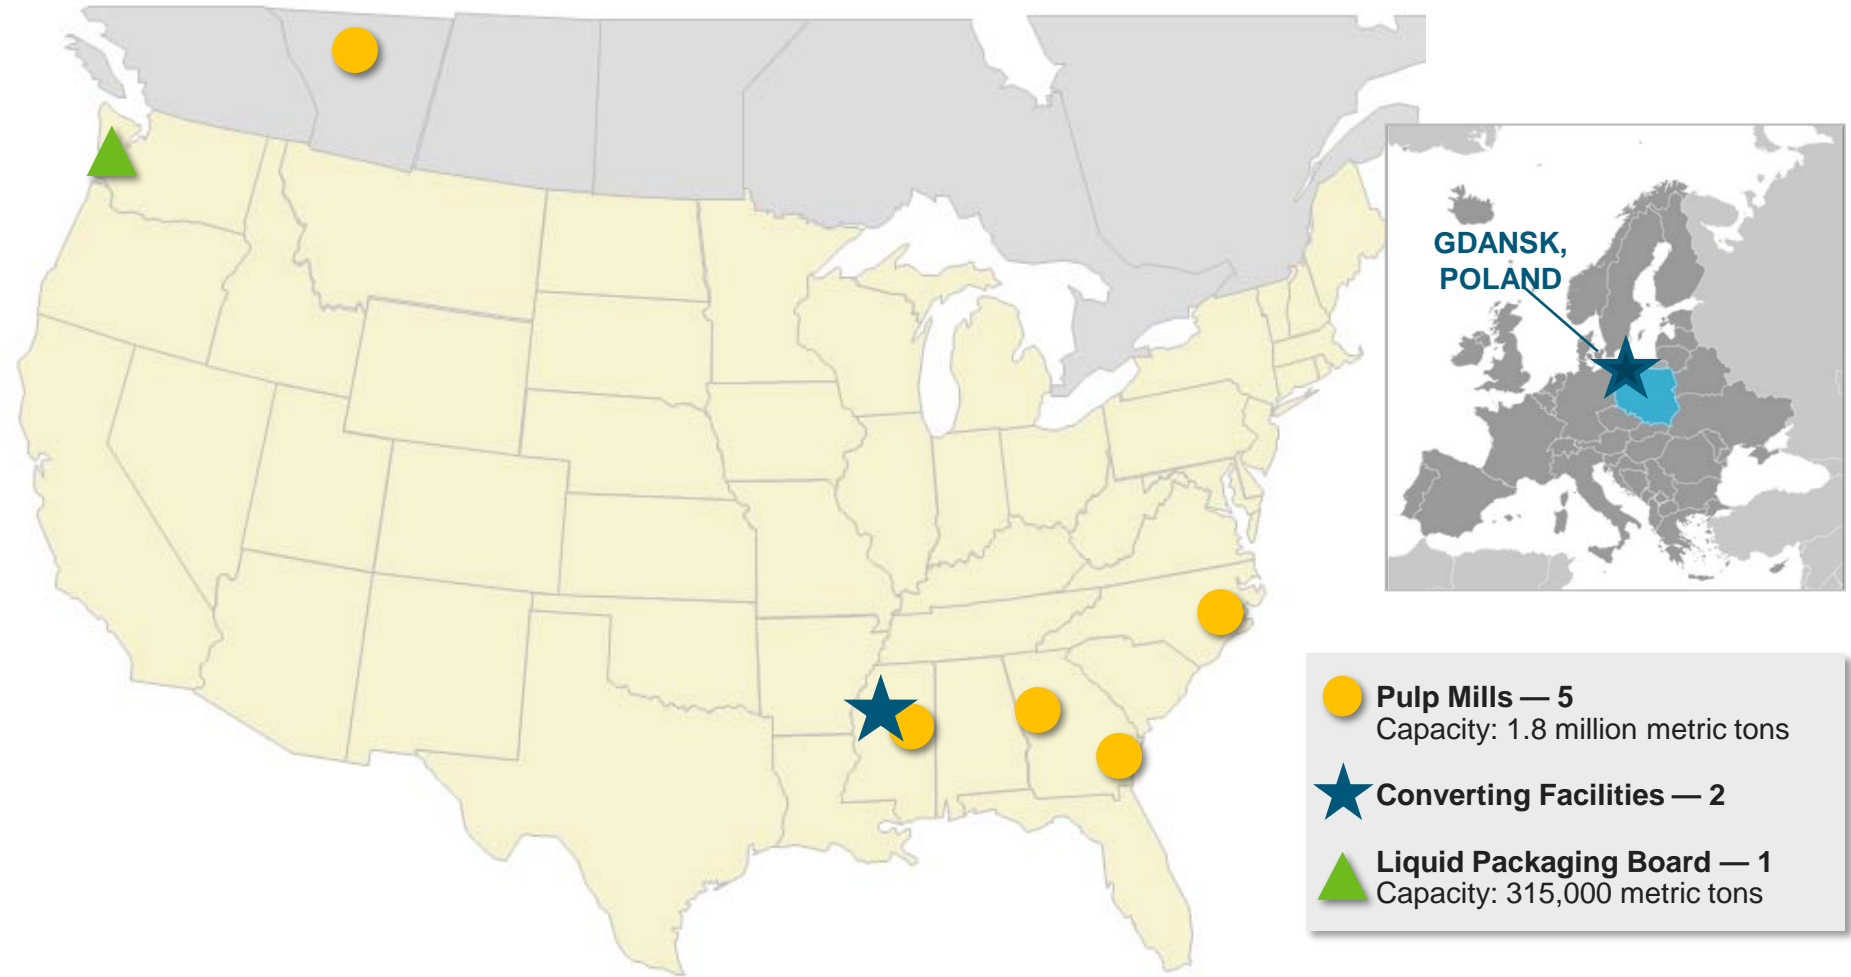 GDANSK,
POLAND
Pulp Mills — 5
Capacity: 1.8 million metric tons
Converting Facilities — 2
Liquid Packaging Board — 1
Capacity: 315,000 metric tons